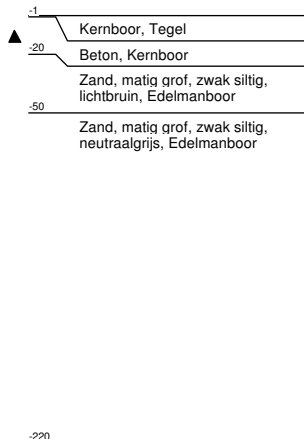 -1
Kernboor, Tegel
-20
Beton, Kernboor
Zand, matig grof, zwak siltig,
lichtbruin, Edelmanboor
-50
Zand, matig grof, zwak siltig,
neutraalgrijs, Edelmanboor
-220